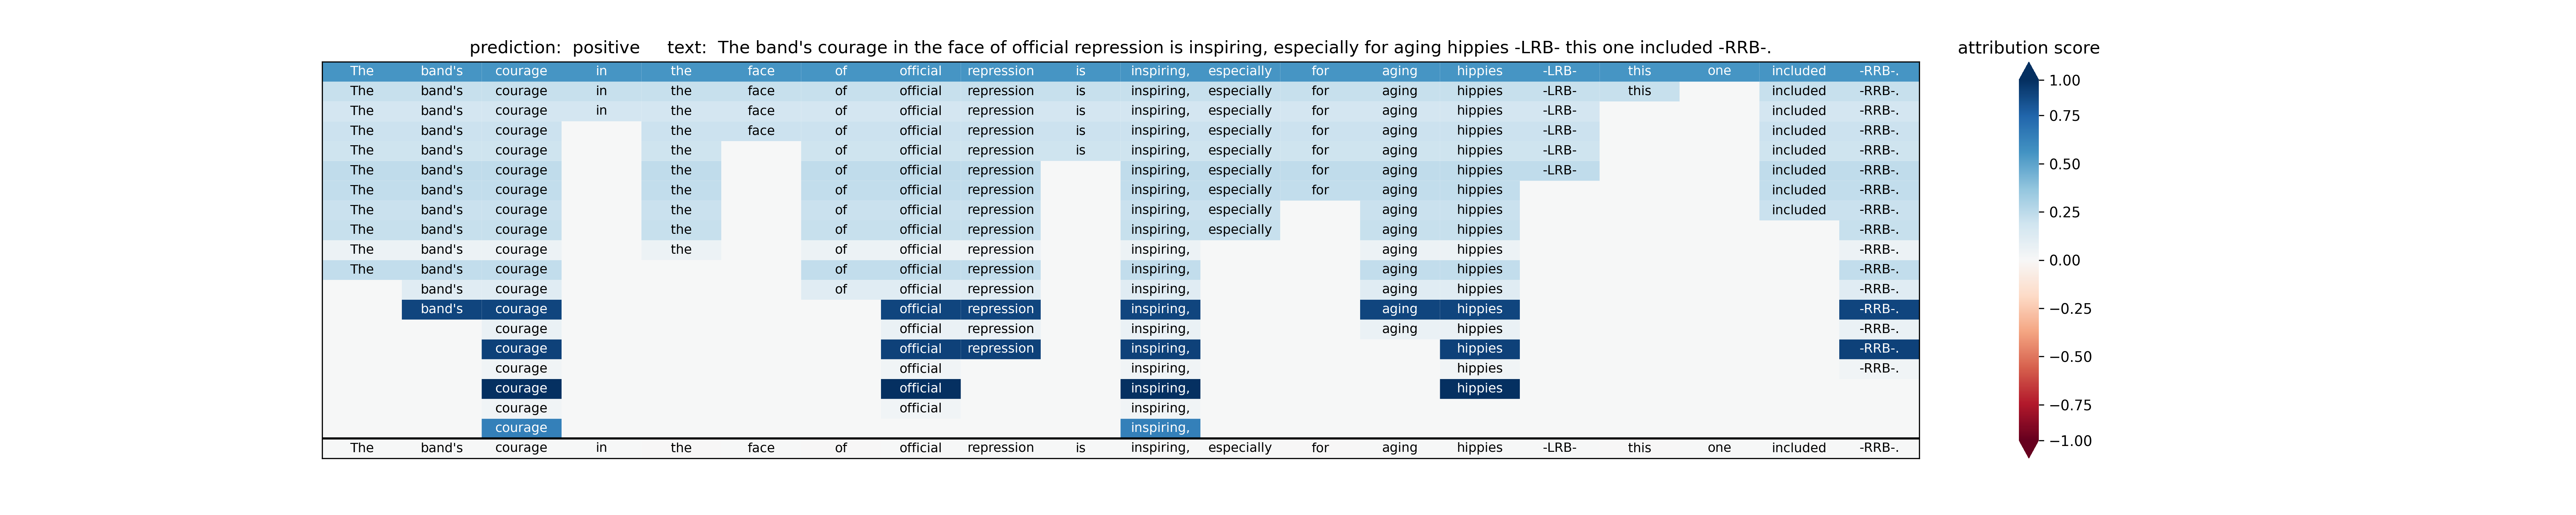 prediction: positive text: The band's courage in the face of official repression is inspiring, especially for aging hippies -LRB- this one included -RRB-.
attribution score
The band's courage in the face of official repression is inspiring, especially for aging hippies -LRB- this one included -RRB-.
The band's courage in the face of official repression is inspiring, especially for aging hippies -LRB- this included -RRB-.
The band's courage in the face of official repression is inspiring, especially for aging hippies -LRB- included -RRB-.
The band's courage the face of official repression is inspiring, especially for aging hippies -LRB- included -RRB-.
The band's courage the of official repression is inspiring, especially for aging hippies -LRB- included -RRB-.
The band's courage the of official repression inspiring, especially for aging hippies -LRB- included -RRB-.
The band's courage the of official repression inspiring, especially for aging hippies included -RRB-.
The band's courage the of official repression inspiring, especially aging hippies included -RRB-.
The band's courage the of official repression inspiring, especially aging hippies -RRB-.
The band's courage the of official repression inspiring, aging hippies -RRB-.
The band's courage of official repression inspiring, aging hippies -RRB-.
band's courage of official repression inspiring, aging hippies -RRB-.
band's courage official repression inspiring, aging hippies -RRB-.
courage official repression inspiring, aging hippies -RRB-.
courage official repression inspiring, hippies -RRB-.
courage official inspiring, hippies -RRB-.
courage official inspiring, hippies
courage official inspiring,
courage inspiring,
The band's courage in the face of official repression is inspiring, especially for aging hippies -LRB- this one included -RRB-.
1.00
0.75
0.50
0.25
0.00
−0.25
−0.50
−0.75
−1.00